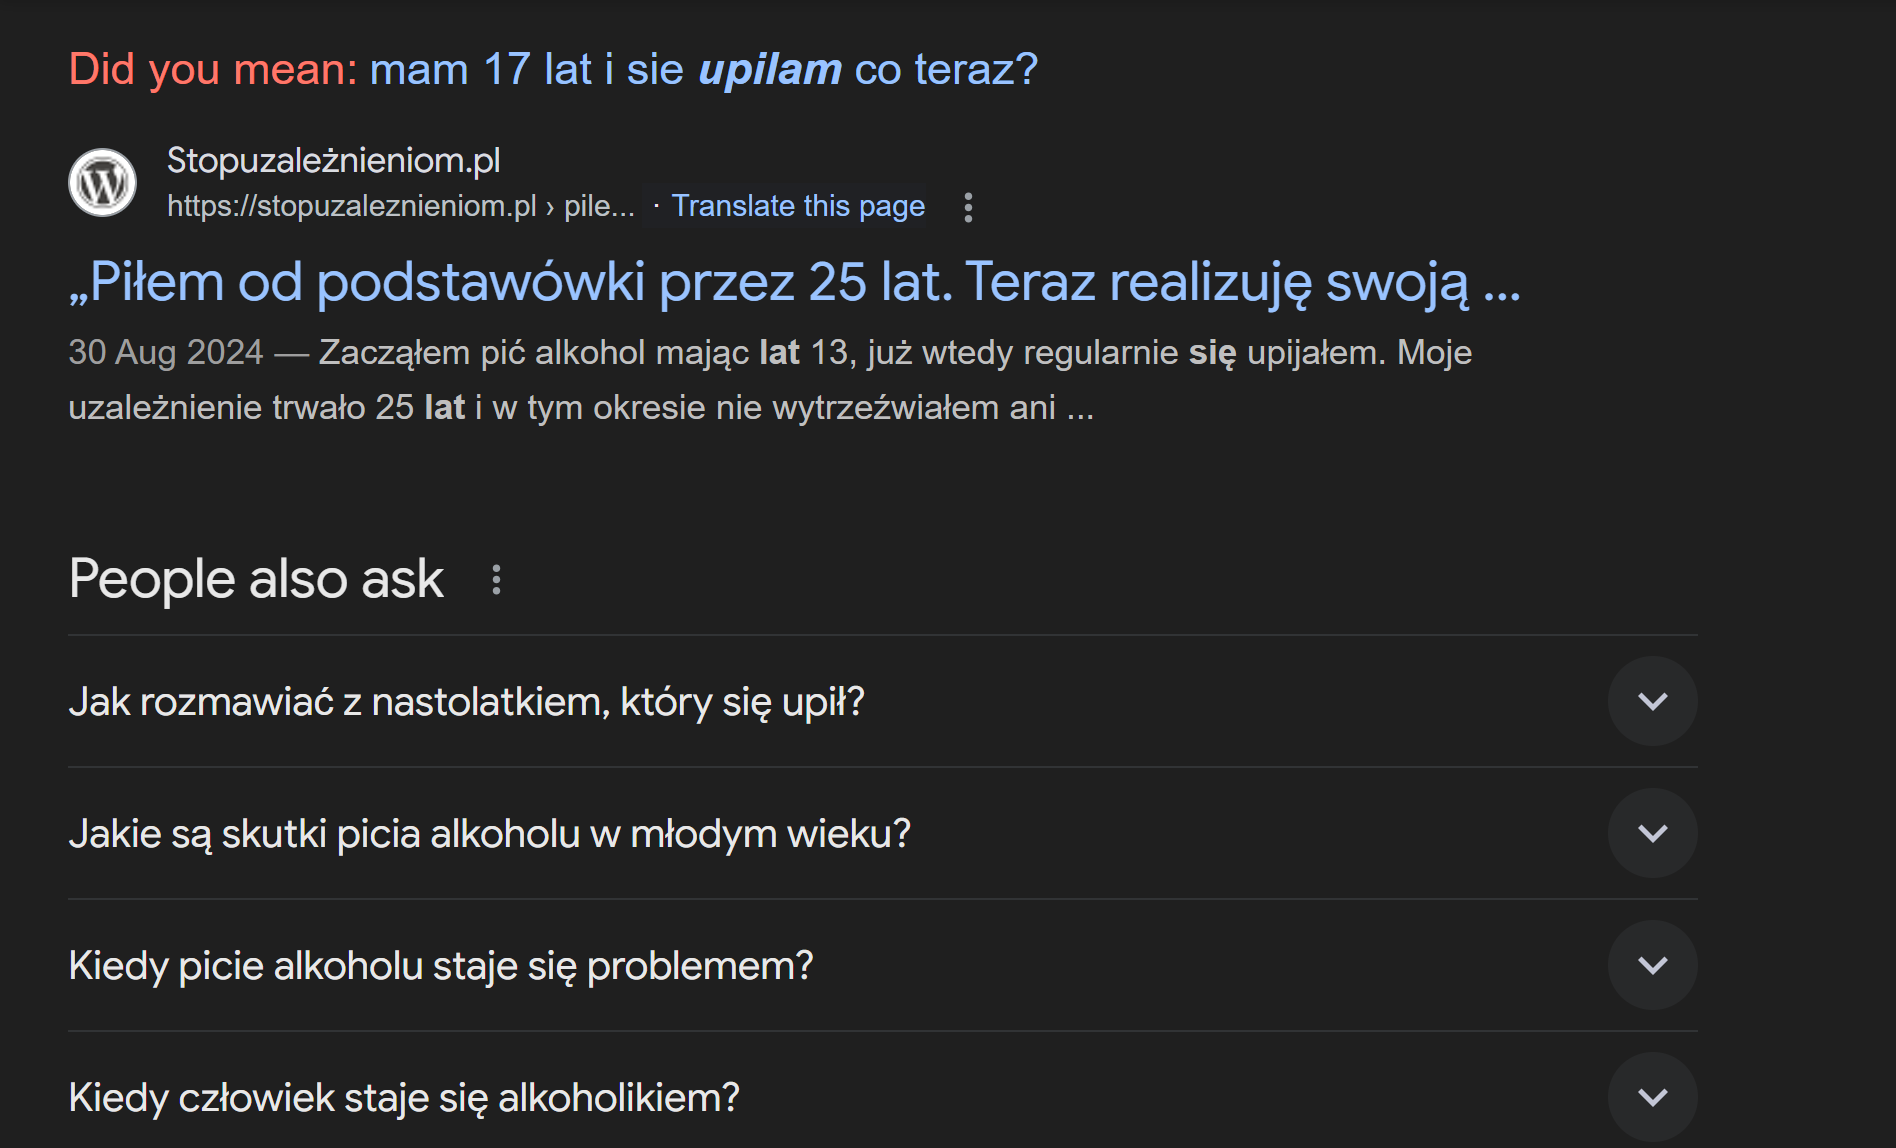 Did you mean: mam 17 lat i sie upilam co teraz?
Stopuzależnieniom.pl
https://stopuzaleznieniom.pl › pile... · Translate this page
„Piłem od podstawówki przez 25 lat. Teraz realizuję swoją ...
30 Aug 2024 — Zacząłem pić alkohol mając lat 13, już wtedy regularnie się upijałem. Moje
uzależnienie trwało 25 lat i w tym okresie nie wytrzeźwiałem ani ...
People also ask
Jak rozmawiać z nastolatkiem, który się upił?
Jakie są skutki picia alkoholu w młodym wieku?
Kiedy picie alkoholu staje się problemem?
Kiedy człowiek staje się alkoholikiem?